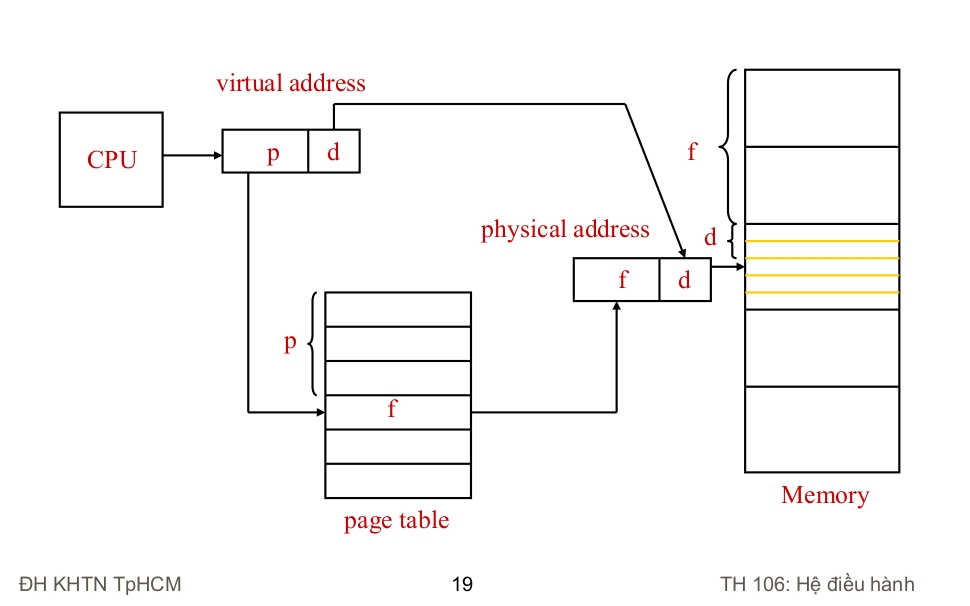 virtual address
CPU
p
d
f
physical address
d
f
d
p
f
Memory
page table
ĐH KHTN TpHCM
19
TH 106: Hệ điều hành